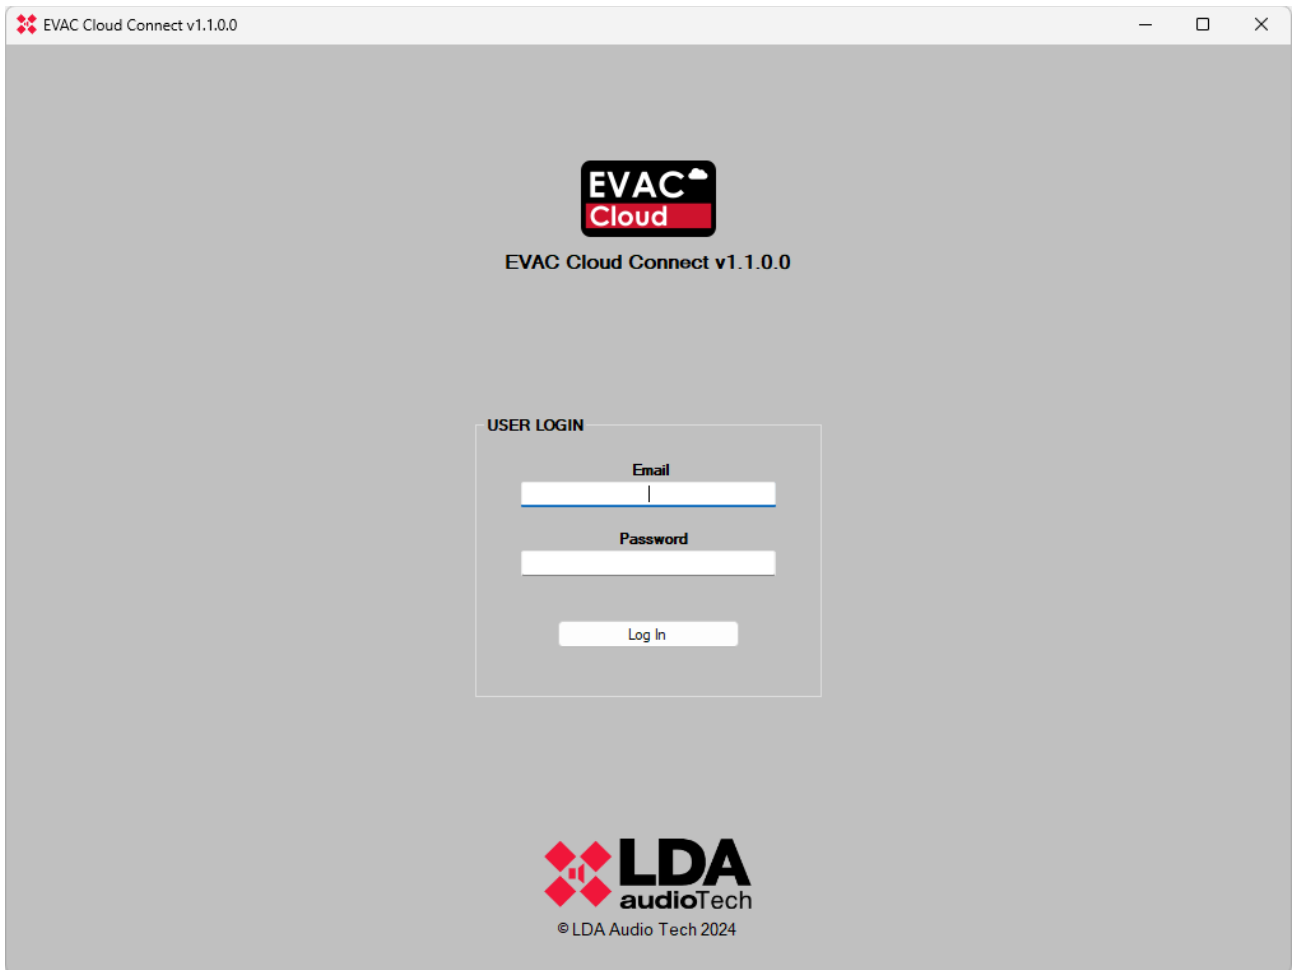 EVAC Cloud Connect v1.1.0.0
EVAC
Cloud
EVAC Cloud Connect v1.1.0.0
USER LOGIN
Email
Password
Log In
LDA
audioTech
© LDA Audio Tech 2024